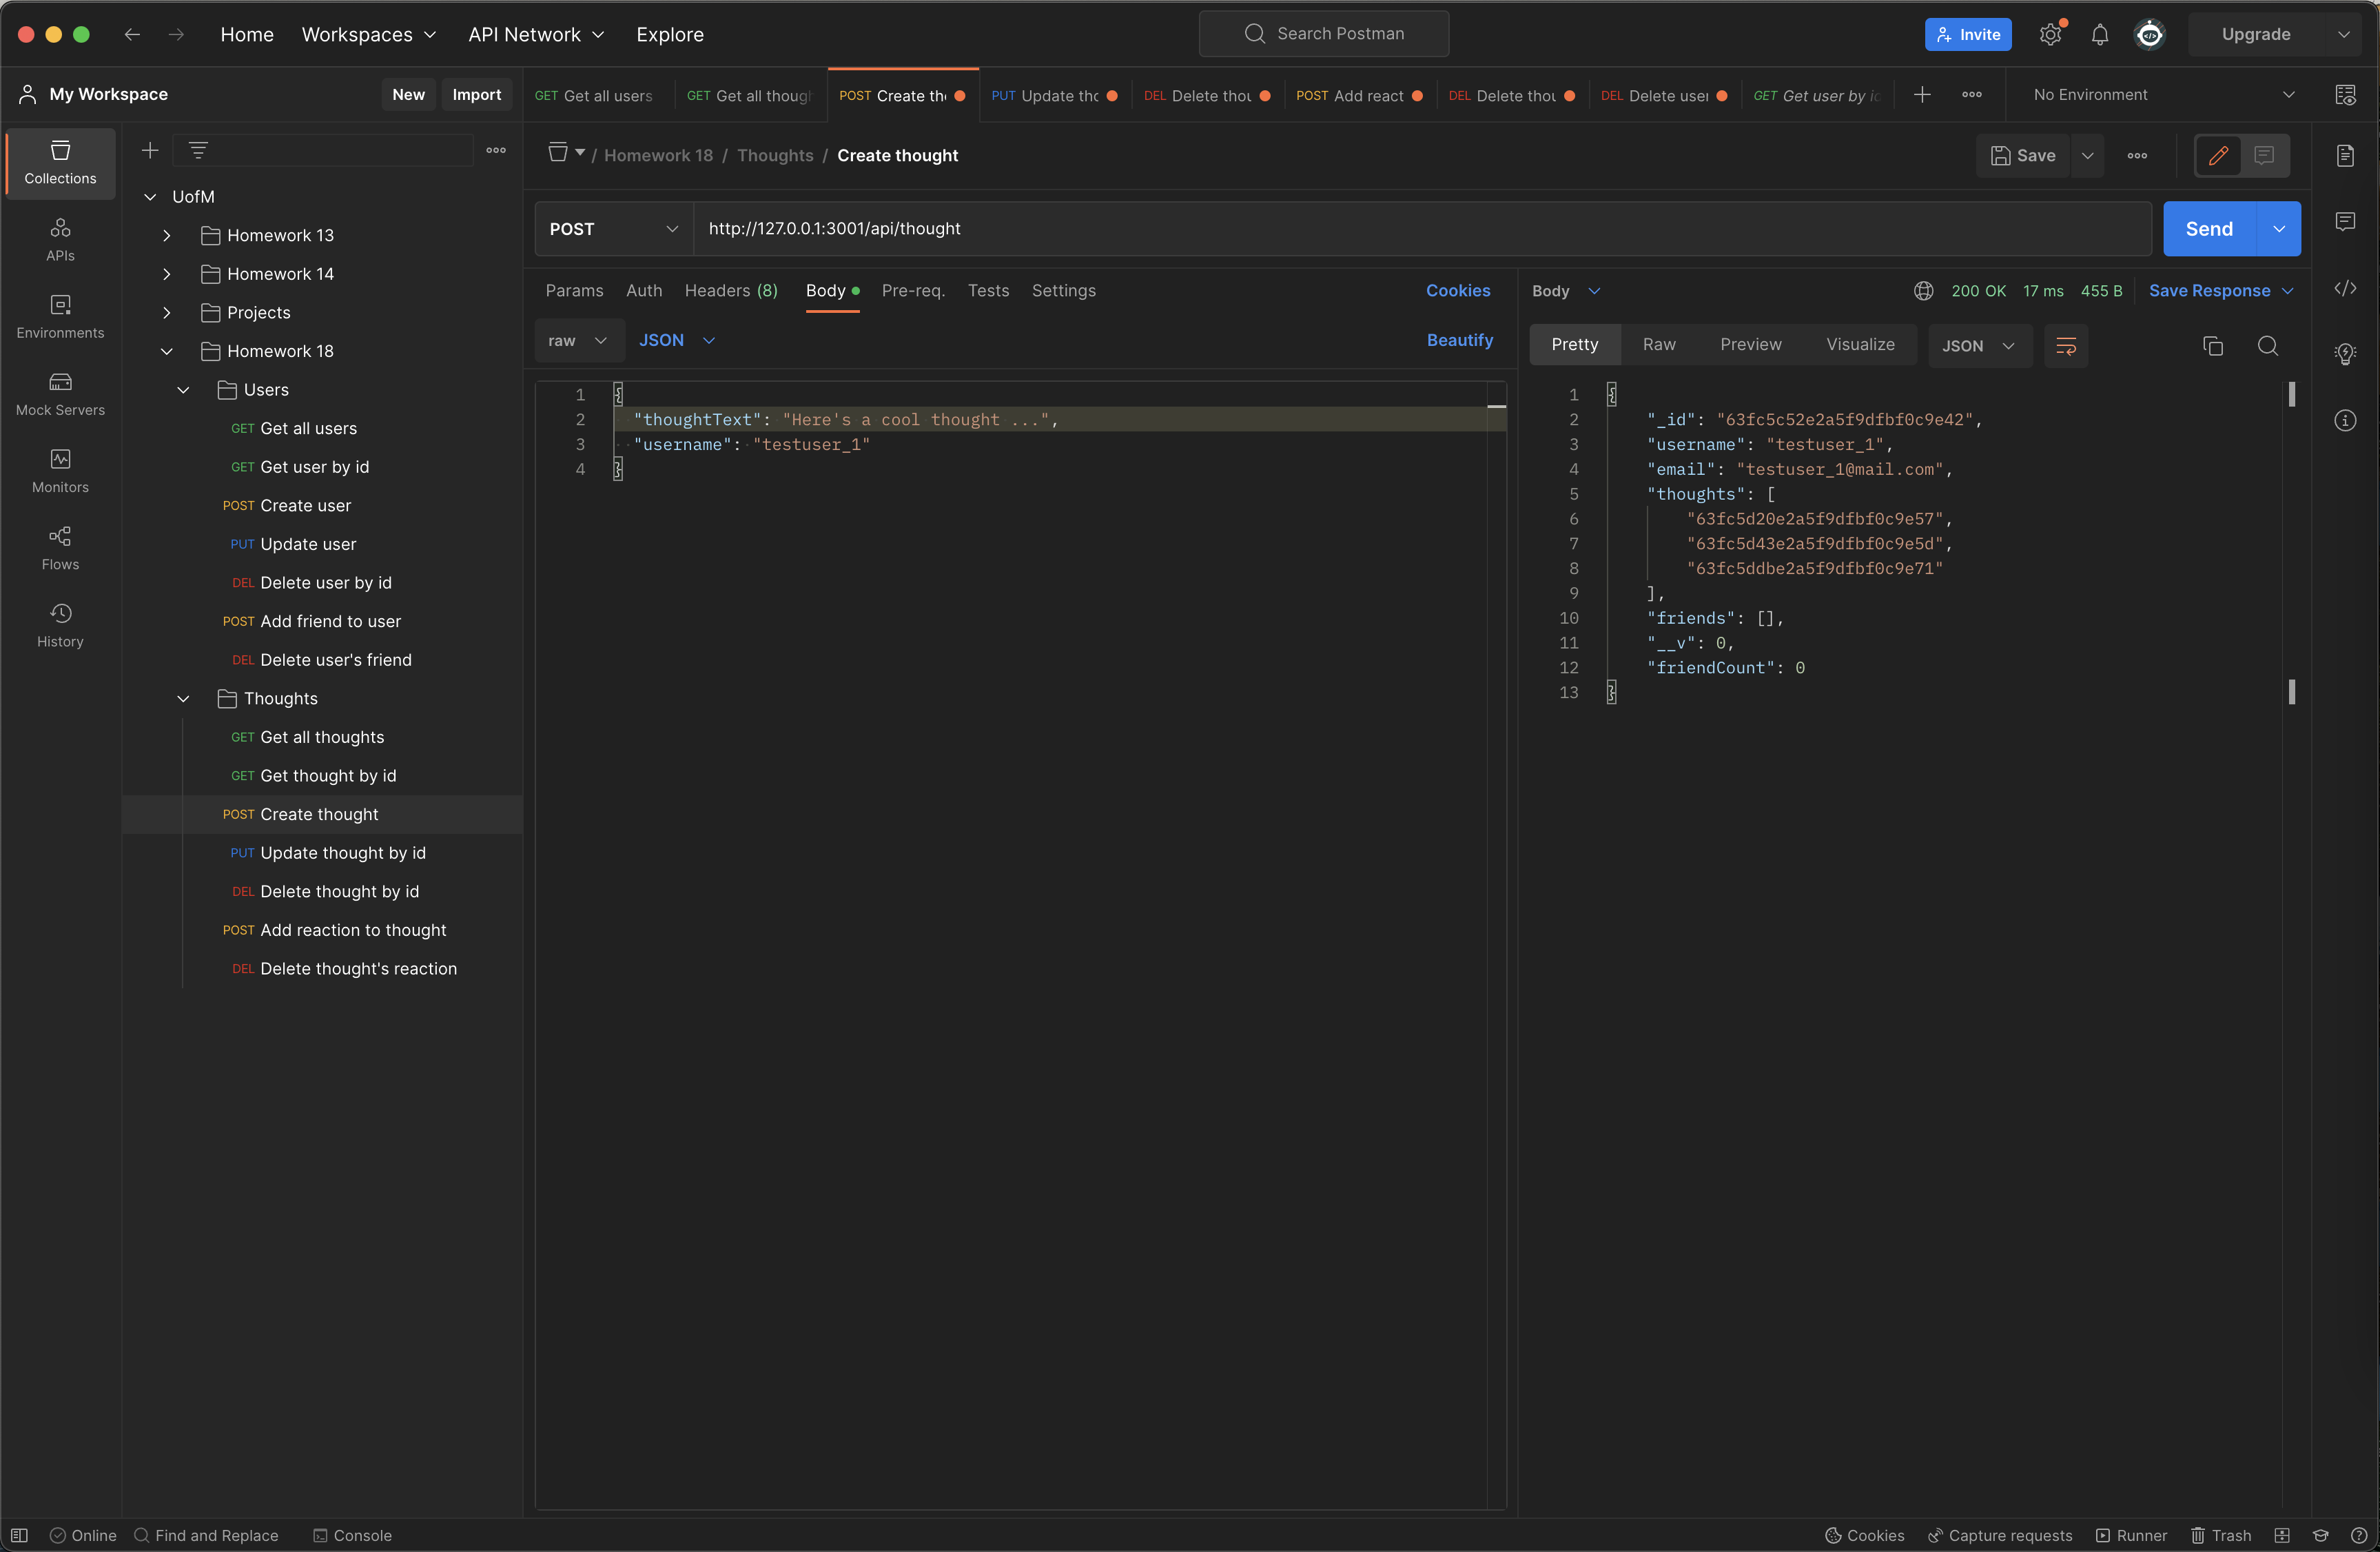 Home
Workspaces
API Network
Explore
Search Postman
Invite
Upgrade
My Workspace
New
Import
GET Get all users
GET Get all though
POST Create the
PUT Update tho
DEL Delete thou
POST Add react
DEL Delete thou
DEL Delete user
GET Get user by id
No Environment
Collections
APIs
Environments
Mock Servers
Monitors
Flows
History
UofM
Homework 13
Homework 14
Projects
Homework 18
Users
GET Get all users
GET Get user by id
POST Create user
PUT Update user
DEL Delete user by id
POST Add friend to user
DEL Delete user's friend
Thoughts
GET Get all thoughts
GET Get thought by id
POST Create thought
PUT Update thought by id
DEL Delete thought by id
POST Add reaction to thought
DEL Delete thought's reaction
/ Homework 18 / Thoughts / Create thought
Save
POST
http://127.0.0.1:3001/api/thought
Send
Params
Auth
Headers (8)
Body
Pre-req.
Tests
Settings
Cookies
raw
JSON
Beautify
1 {
2 "thoughtText": "Here's a cool thought ...",
3 "username": "testuser_1"
4 }
Body
200 OK
17 ms
455 B
Save Response
Pretty
Raw
Preview
Visualize
JSON
1 {
2 "_id": "63fc5c52e2a5f9dfbf0c9e42",
3 "username": "testuser_1",
4 "email": "testuser_1@mail.com",
5 "thoughts": [
6 "63fc5d20e2a5f9dfbf0c9e57",
7 "63fc5d43e2a5f9dfbf0c9e5d",
8 "63fc5ddbe2a5f9dfbf0c9e71"
9 ],
10 "friends": [],
11 "__v": 0,
12 "friendCount": 0
13 }
Online
Find and Replace
Console
Cookies
Capture requests
Runner
Trash